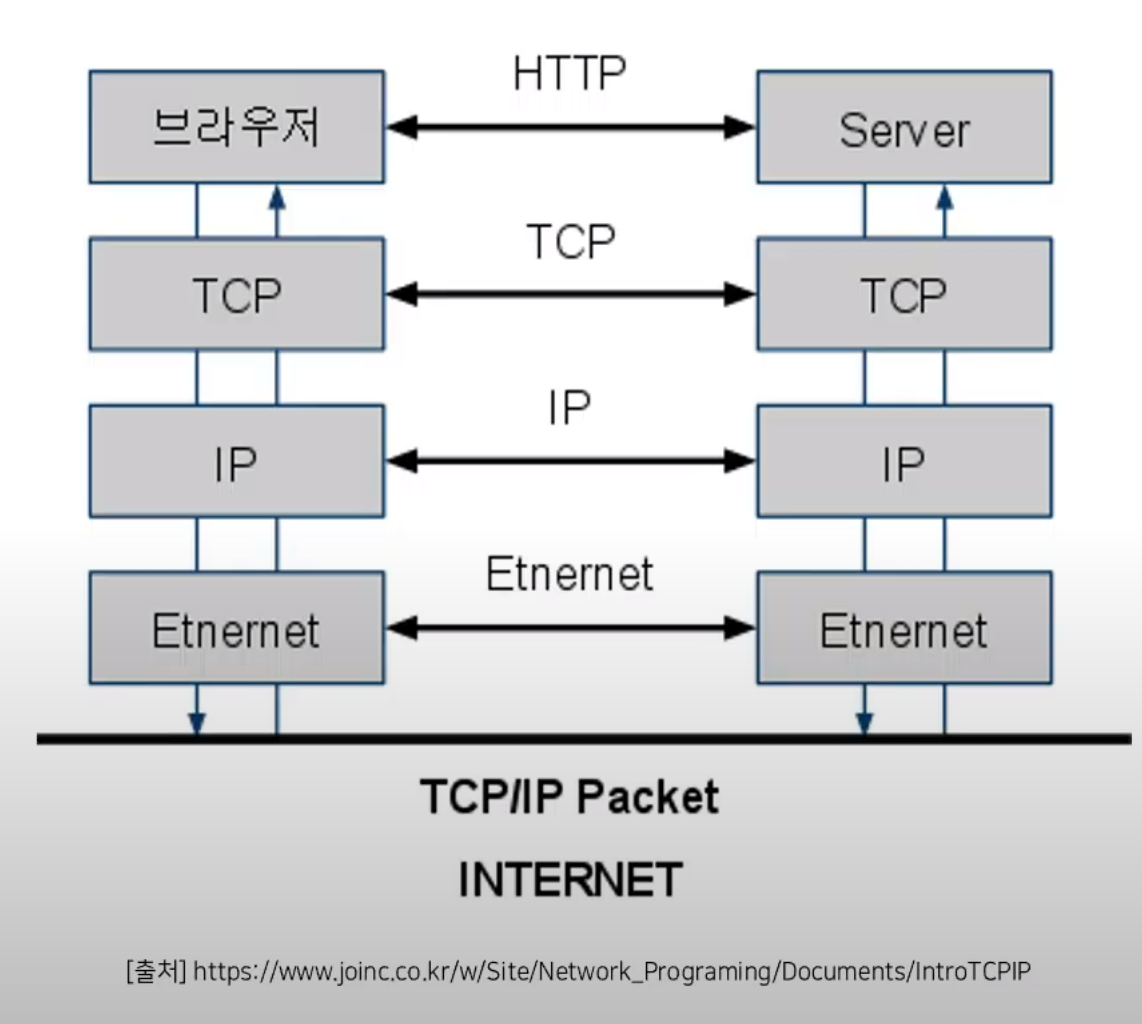 HTTP
브라우저
Server
TCP
TCP
TCP
IP
IP
IP
Etnernet
Etnernet
Etnernet
TCP/IP Packet
INTERNET
[출처] https://www.joinc.co.kr/w/Site/Network_Programing/Documents/IntroTCPIP